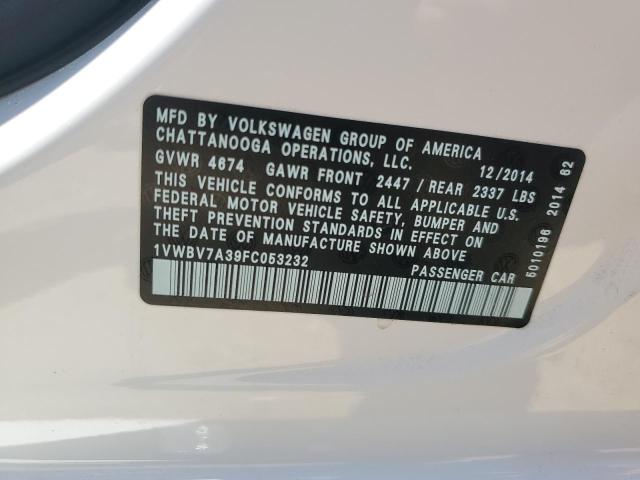 MFD BY VOLKSWAGEN GROUP OF AMERICA
CHATTANOOGA OPERATIONS, LLC.
12/2014
GVWR 4674 GAWR FRONT 2447 / REAR 2337 LBS
THIS VEHICLE CONFORMS TO ALL APPLICABLE U.S.
FEDERAL MOTOR VEHICLE SAFETY, BUMPER AND
THEFT PREVENTION STANDARDS IN EFFECT ON
THE DATE OF MANUFACTURE SHOWN ABOVE
1VWBV7A39FC053232
PASSENGER CAR
5010196 2014 62